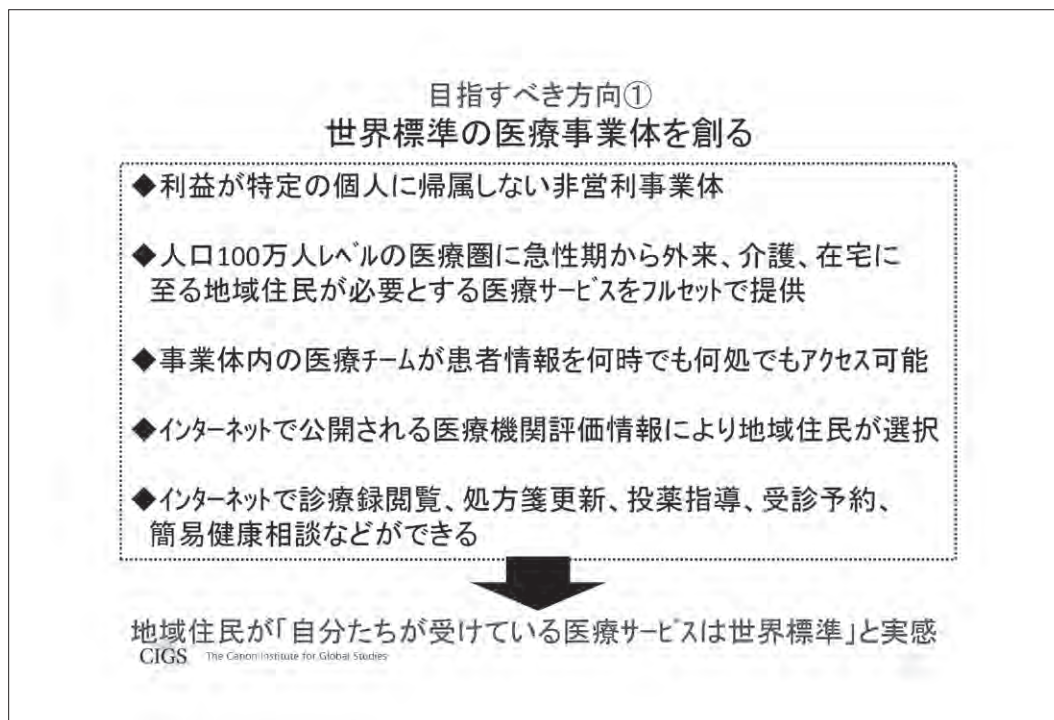 目指すべき方向①
世界標準の医療事業体を創る
◆利益が特定の個人に帰属しない非営利事業体
◆人口100万人ﾚﾍﾞﾙの医療圏に急性期から外来、介護、在宅に
至る地域住民が必要とする医療ｻｰﾋﾞｽをﾌﾙｾｯﾄで提供
◆事業体内の医療ﾁｰﾑが患者情報を何時でも何処でもｱｸｾｽ可能
◆ｲﾝﾀｰﾈｯﾄで公開される医療機関評価情報により地域住民が選択
◆ｲﾝﾀｰﾈｯﾄで診療録閲覧、処方箋更新、投薬指導、受診予約、
簡易健康相談などができる
地域住民が「自分たちが受けている医療ｻｰﾋﾞｽは世界標準」と実感
CIGS The Canon Institute for Global Studies